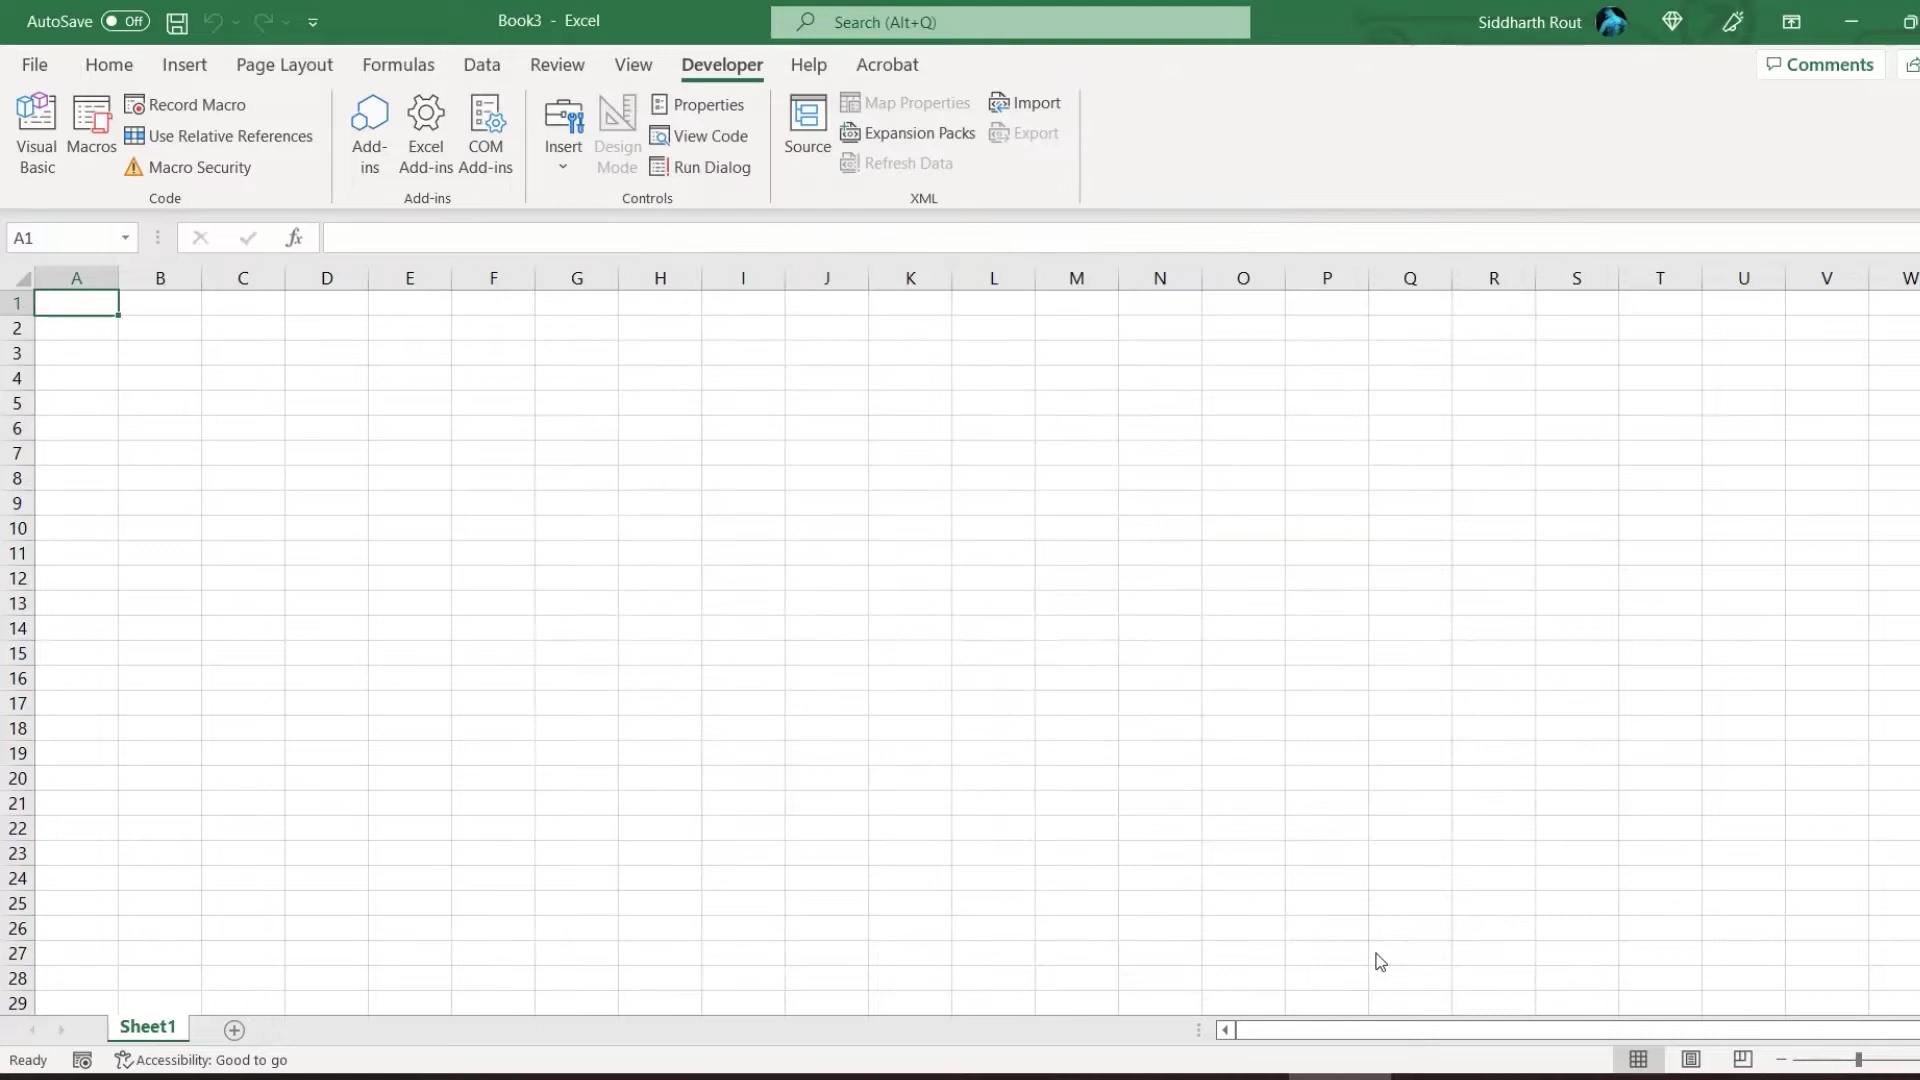 AutoSave Off Book3 - Excel Search (Alt+Q) Siddharth Rout
File Home Insert Page Layout Formulas Data Review View Developer Help Acrobat Comments
Visual Basic
Macros
Record Macro
Use Relative References
Macro Security
Code
Add-ins
Excel Add-ins
COM Add-ins
Add-ins
Insert
Design Mode
Properties
View Code
Run Dialog
Controls
Source
Map Properties
Expansion Packs
Refresh Data
Import
Export
XML
A1 fx
A B C D E F G H I J K L M N O P Q R S T U V W
1
2
3
4
5
6
7
8
9
10
11
12
13
14
15
16
17
18
19
20
21
22
23
24
25
26
27
28
29
Sheet1
Ready Accessibility: Good to go